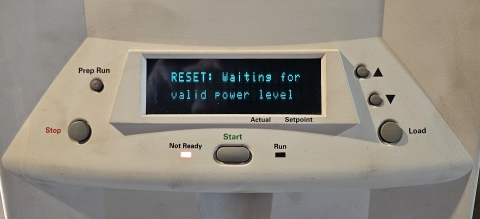 Prep Run
RESET: Waiting for
valid power level
▲
▼
Actual Setpoint
Stop
Start
Load
Not Ready
Run